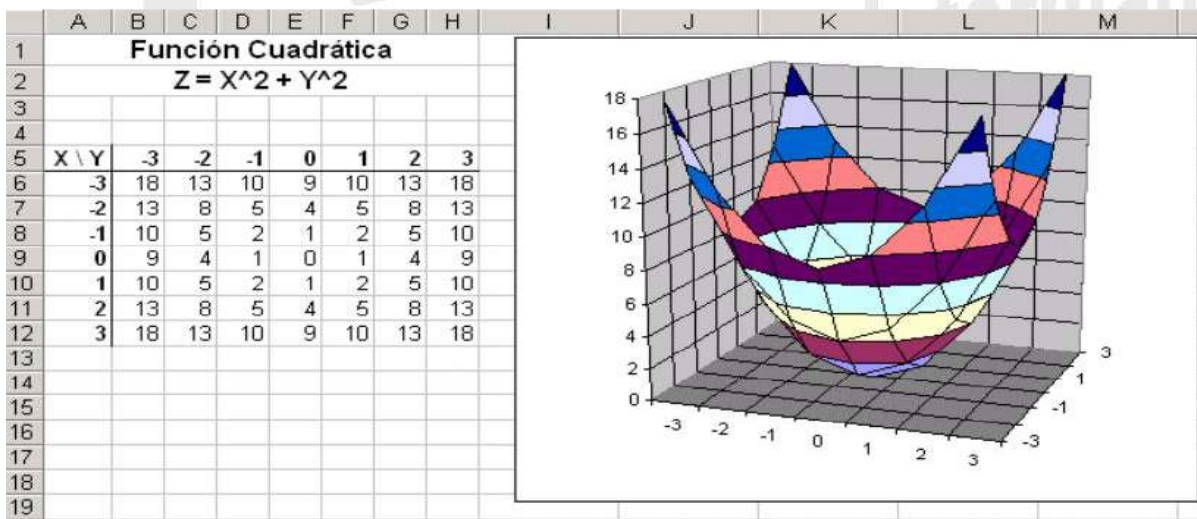 A B C D E F G H I J K L M
1 Función Cuadrática
2 Z = X^2 + Y^2
3
4
5 X \ Y -3 -2 -1 0 1 2 3
6 -3 18 13 10 9 10 13 18
7 -2 13 8 5 4 5 8 13
8 -1 10 5 2 1 2 5 10
9 0 9 4 1 0 1 4 9
10 1 10 5 2 1 2 5 10
11 2 13 8 5 4 5 8 13
12 3 18 13 10 9 10 13 18
13
14
15
16
17
18
19
18
16
14
12
10
8
6
4
2
0
-3 -2 -1 0 1 2 3
3
1
-1
-3